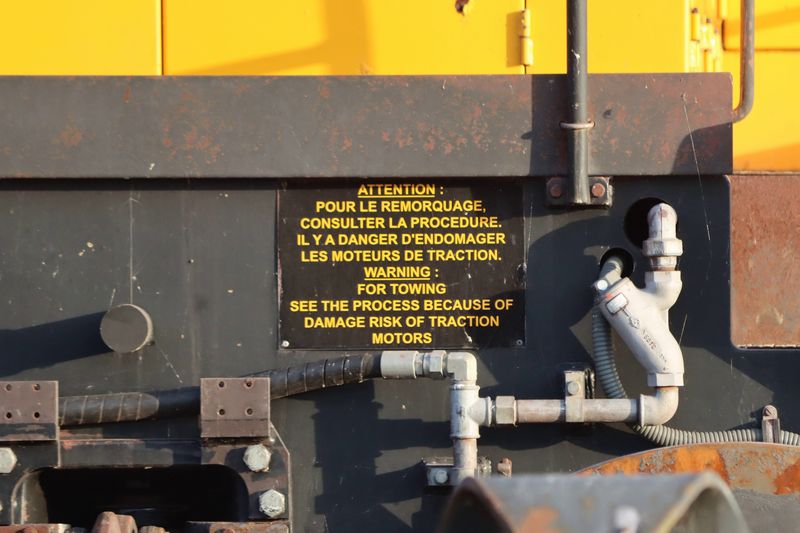 ATTENTION :
POUR LE REMORQUAGE,
CONSULTER LA PROCEDURE.
IL Y A DANGER D'ENDOMAGER
LES MOTEURS DE TRACTION.
WARNING :
FOR TOWING
SEE THE PROCESS BECAUSE OF
DAMAGE RISK OF TRACTION
MOTORS